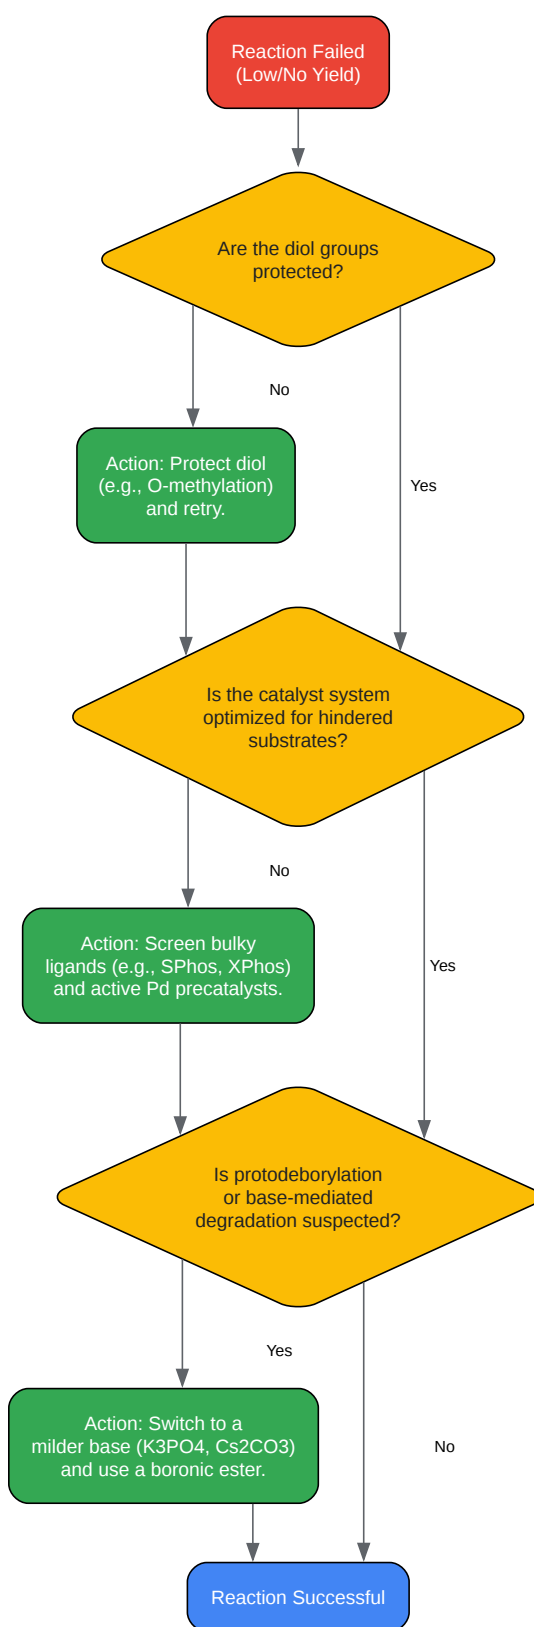 Reaction Failed
(Low/No Yield)
Are the diol groups
protected?
No
Action: Protect diol
(e.g., O-methylation)
and retry.
Yes
Is the catalyst system
optimized for hindered
substrates?
No
Action: Screen bulky
ligands (e.g., SPhos, XPhos)
and active Pd precatalysts.
Yes
Is protodeborylation
or base-mediated
degradation suspected?
Yes
Action: Switch to a
milder base (K3PO4, Cs2CO3)
and use a boronic ester.
No
Reaction Successful